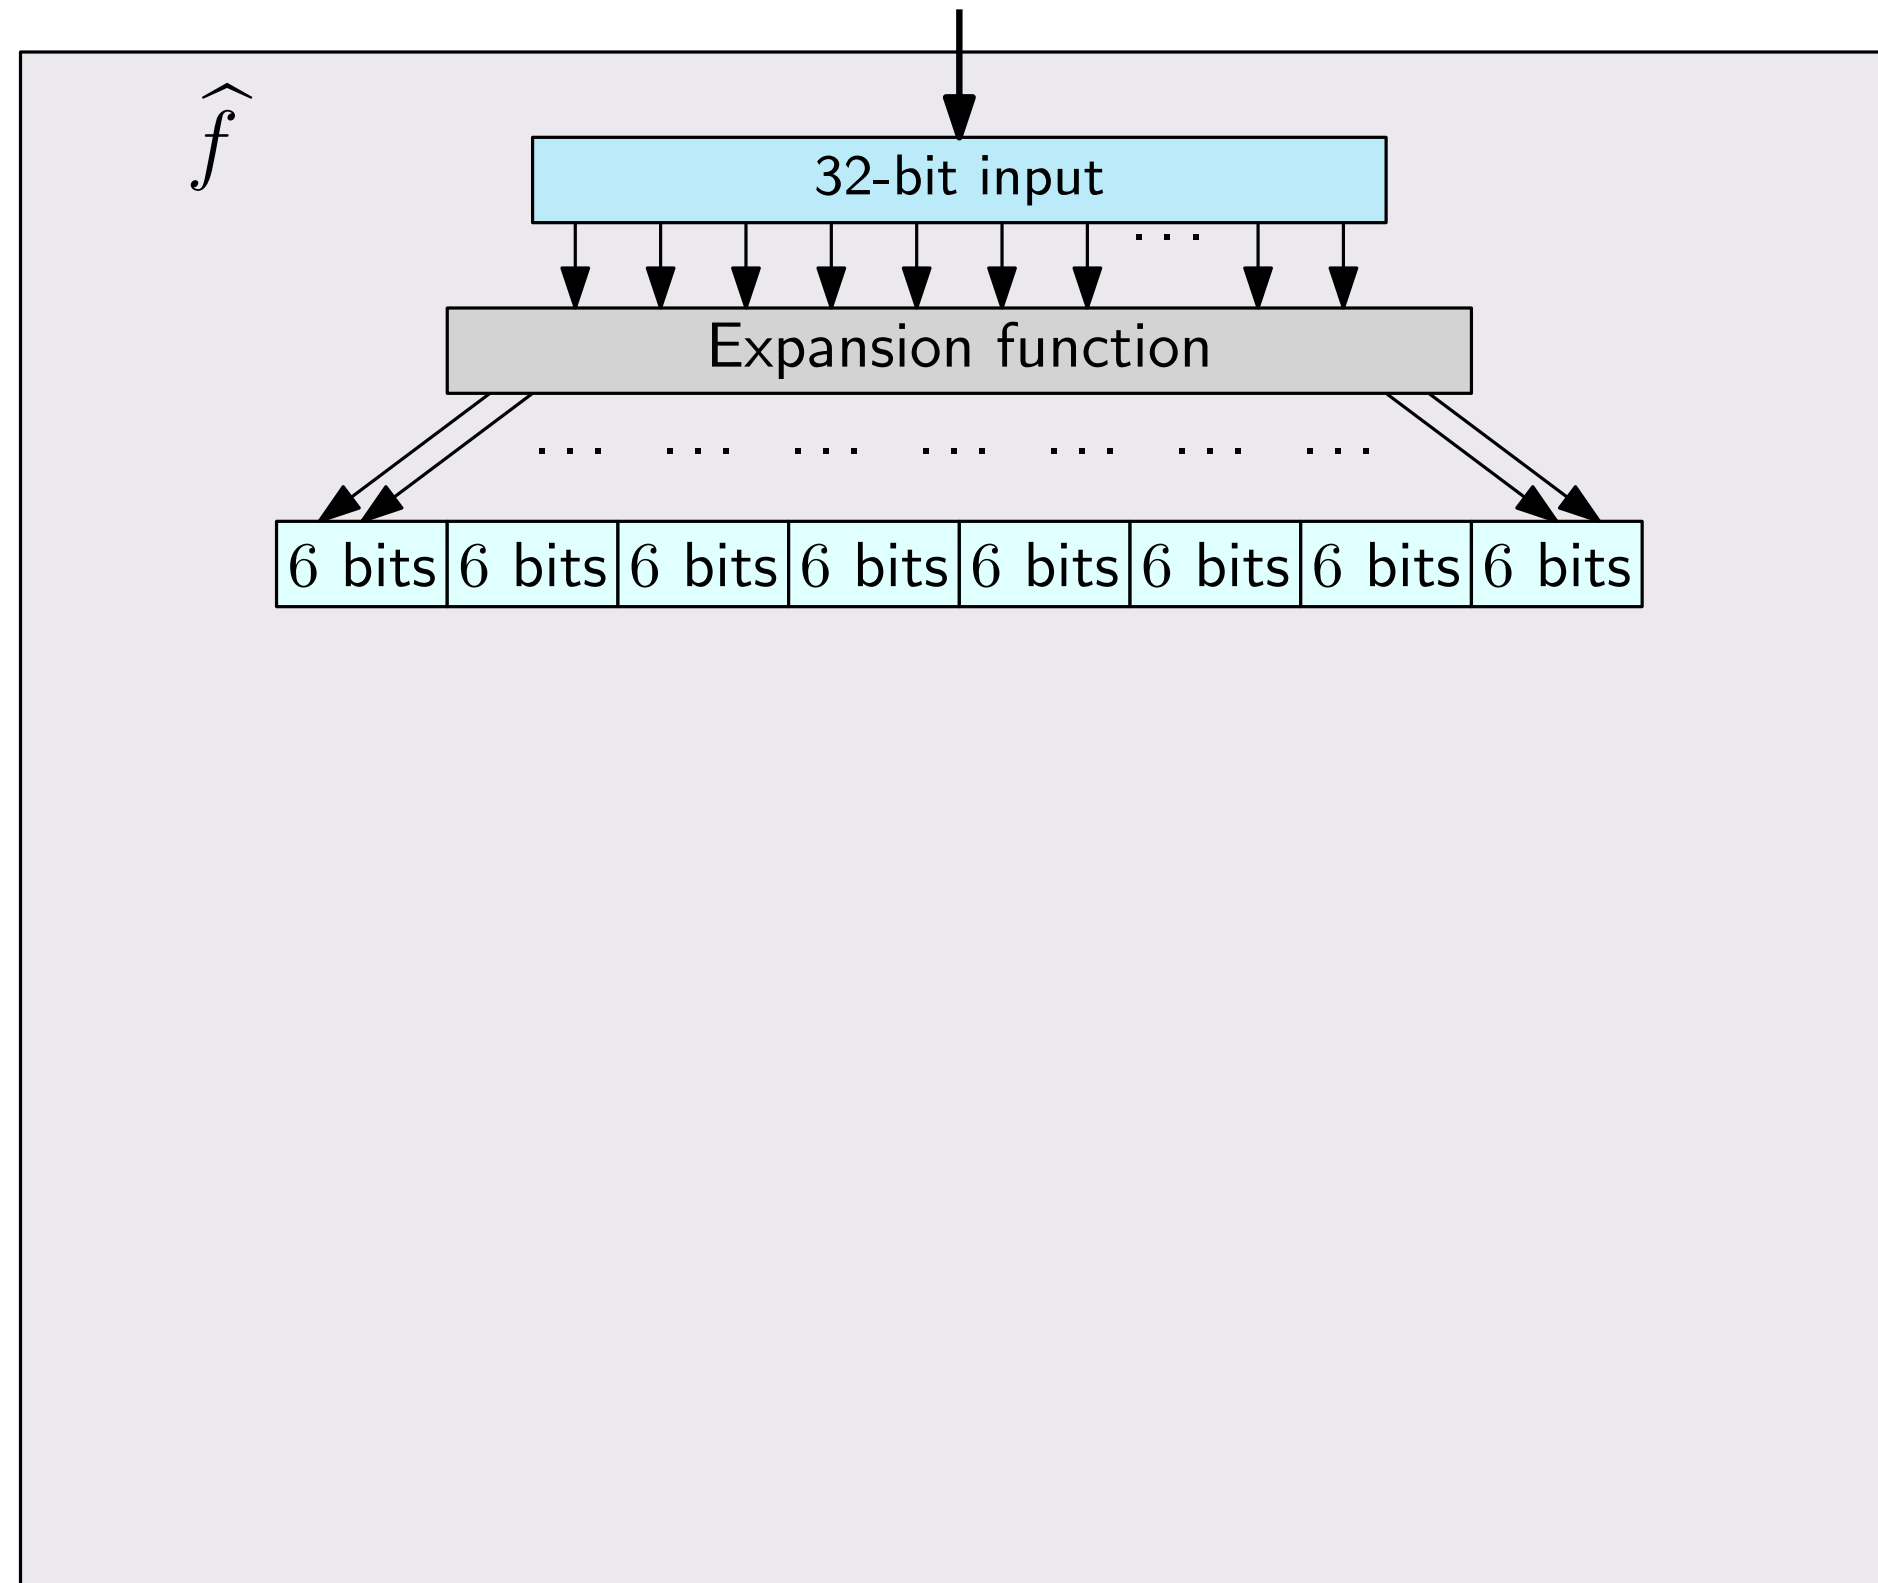 $\widehat{f}$
32-bit input
. . .
Expansion function
. . . . . . . . . . . . . . . . . . . . .
6 bits 6 bits 6 bits 6 bits 6 bits 6 bits 6 bits 6 bits